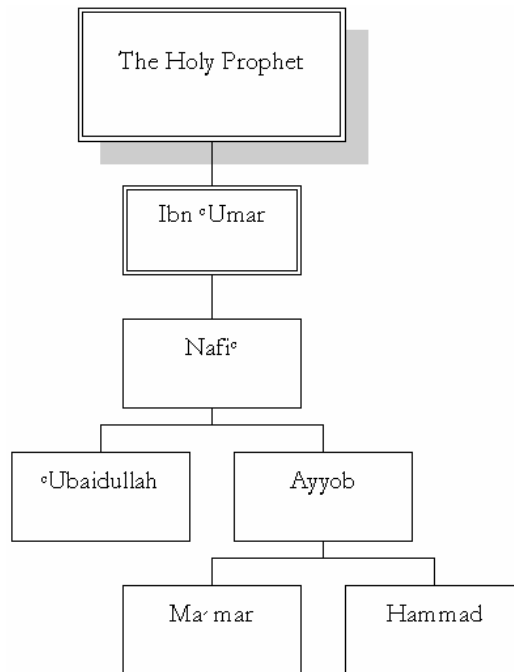 The Holy Prophet
Ibn ᶜUmar
Nafiᶜ
ᶜUbaidullah
Ayyob
Ma´mar
Hammad